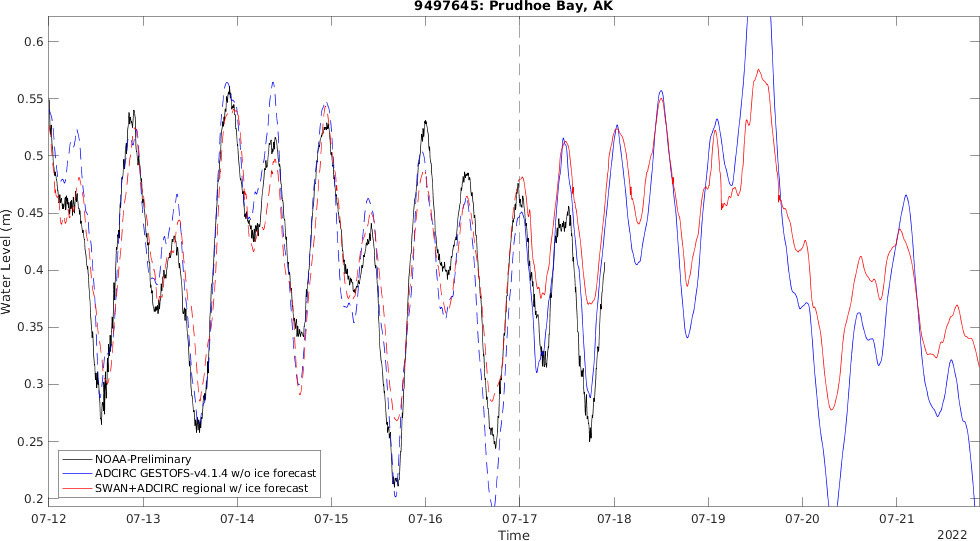 9497645: Prudhoe Bay, AK
Water Level (m)
0.6
0.55
0.5
0.45
0.4
0.35
0.3
0.25
0.2
NOAA-Preliminary
ADCIRC GESTOFS-v4.1.4 w/o ice forecast
SWAN+ADCIRC regional w/ ice forecast
07-12 07-13 07-14 07-15 07-16 07-17 07-18 07-19 07-20 07-21
Time
2022